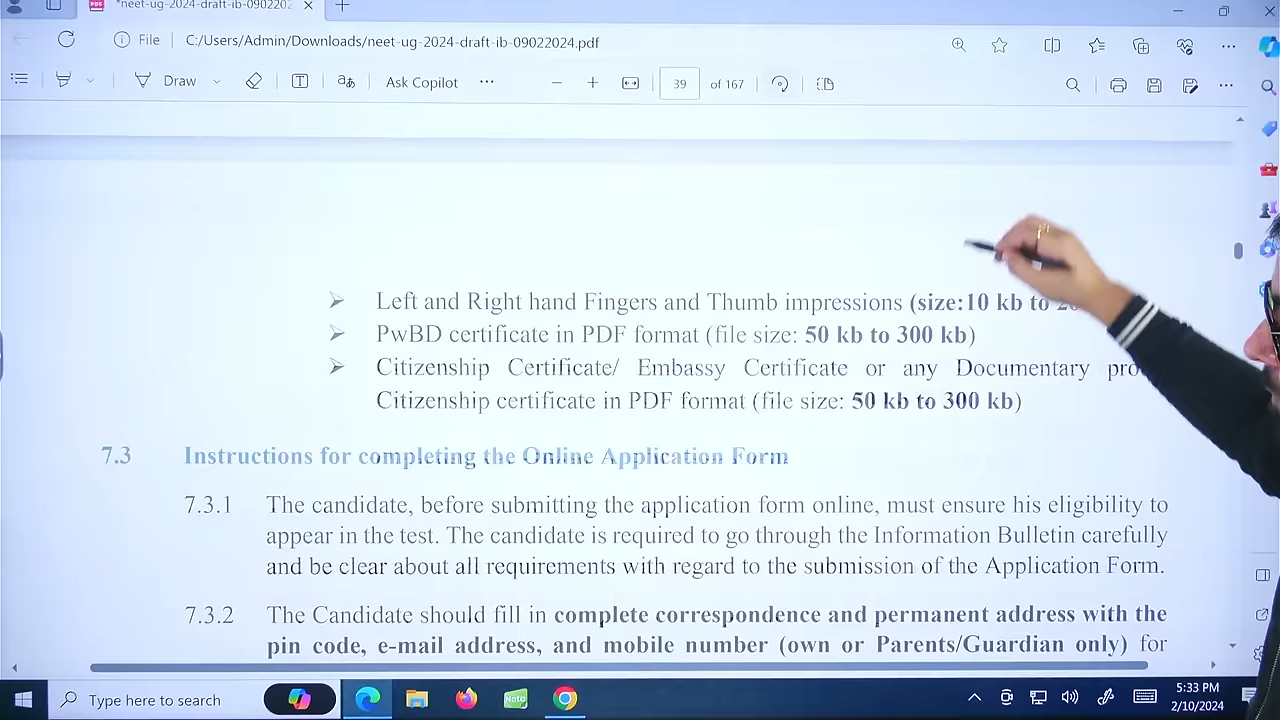 *neet-ug-2024-draft-ib-0902202
File C:/Users/Admin/Downloads/neet-ug-2024-draft-ib-09022024.pdf
Draw Ask Copilot 39 of 167
➢ Left and Right hand Fingers and Thumb impressions (size:10 kb to
➢ PwBD certificate in PDF format (file size: 50 kb to 300 kb)
➢ Citizenship Certificate/ Embassy Certificate or any Documentary
Citizenship certificate in PDF format (file size: 50 kb to 300 kb)
7.3 Instructions for completing the Online Application Form
7.3.1 The candidate, before submitting the application form online, must ensure his eligibility to
appear in the test. The candidate is required to go through the Information Bulletin carefully
and be clear about all requirements with regard to the submission of the Application Form.
7.3.2 The Candidate should fill in complete correspondence and permanent address with the
pin code, e-mail address, and mobile number (own or Parents/Guardian only) for
Type here to search
Note
5:33 PM
2/10/2024